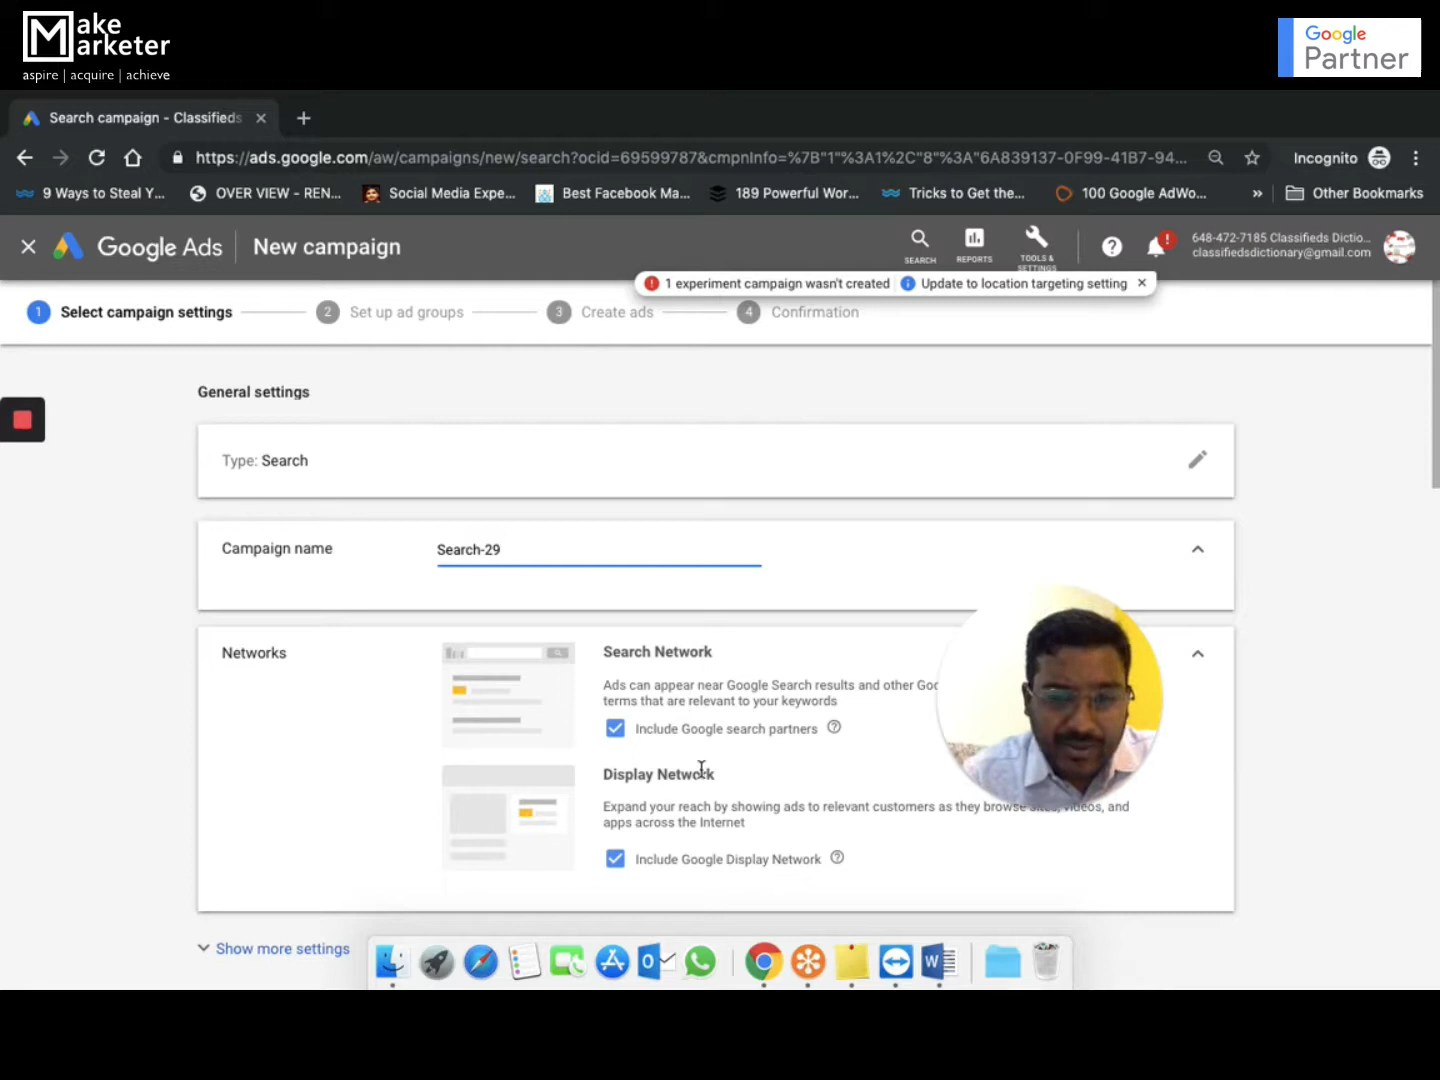 Make
Marketer
aspire | acquire | achieve
Google
Partner
Search campaign - Classifieds
https://ads.google.com/aw/campaigns/new/search?ocid=69599787&cmpnInfo=%7B"1"%3A1%2C"8"%3A"6A839137-0F99-41B7-94...
Incognito
9 Ways to Steal Y...
OVER VIEW - REN...
Social Media Expe...
Best Facebook Ma...
189 Powerful Wor...
Tricks to Get the...
100 Google AdWo...
»
Other Bookmarks
Google Ads
New campaign
SEARCH
REPORTS
TOOLS &
SETTINGS
648-472-7185 Classifieds Dictio...
classifiedsdictionary@gmail.com
1 experiment campaign wasn't created
Update to location targeting setting
1 Select campaign settings
2 Set up ad groups
3 Create ads
4 Confirmation
General settings
Type: Search
Campaign name
Search-29
Networks
Search Network
Ads can appear near Google Search results and other Goo
terms that are relevant to your keywords
Include Google search partners
Display Network
Expand your reach by showing ads to relevant customers as they browse sites, videos, and
apps across the Internet
Include Google Display Network
Show more settings